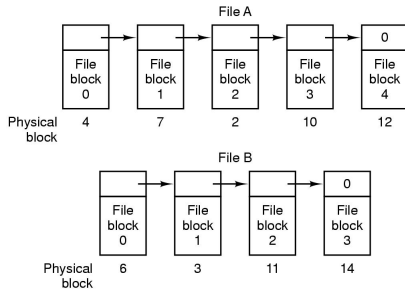 File A
0
File block 0
File block 1
File block 2
File block 3
File block 4
Physical block 4 7 2 10 12
File B
0
File block 0
File block 1
File block 2
File block 3
Physical block 6 3 11 14